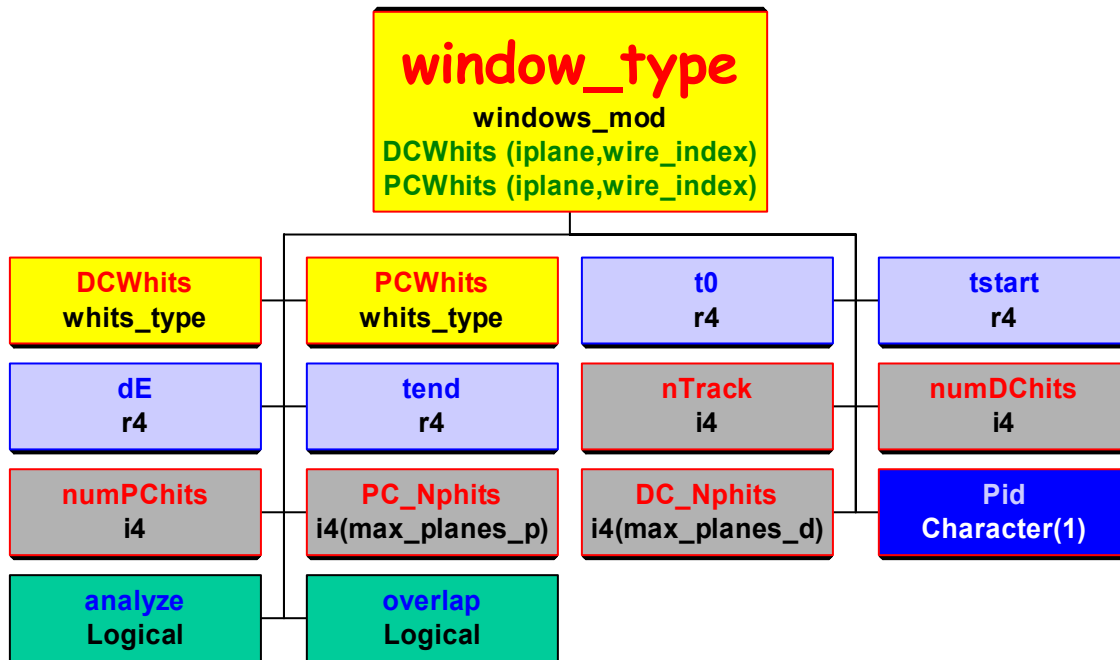 window_type
windows_mod
DCWhits (iplane,wire_index)
PCWhits (iplane,wire_index)
DCWhits
whits_type
PCWhits
whits_type
t0
r4
tstart
r4
dE
r4
tend
r4
nTrack
i4
numDChits
i4
numPChits
i4
PC_Nphits
i4(max_planes_p)
DC_Nphits
i4(max_planes_d)
Pid
Character(1)
analyze
Logical
overlap
Logical